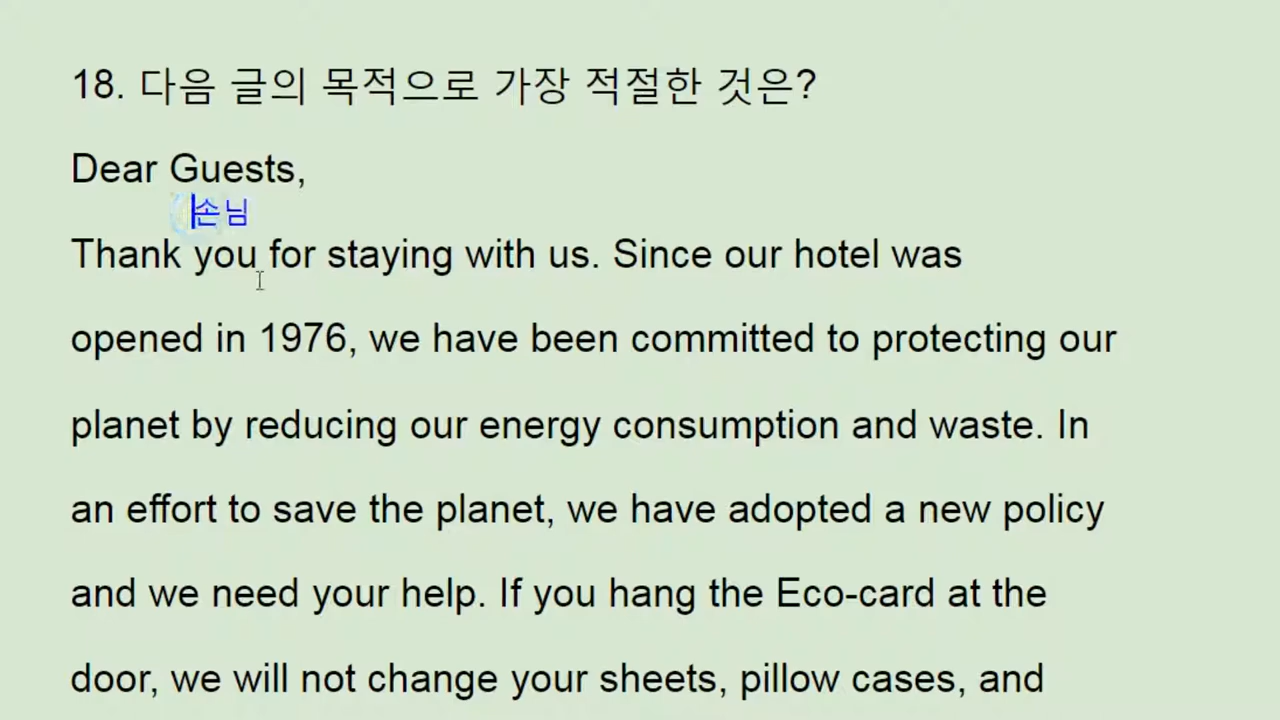 18. 다음 글의 목적으로 가장 적절한 것은?
Dear Guests,
손님
Thank you for staying with us. Since our hotel was
opened in 1976, we have been committed to protecting our
planet by reducing our energy consumption and waste. In
an effort to save the planet, we have adopted a new policy
and we need your help. If you hang the Eco-card at the
door, we will not change your sheets, pillow cases, and